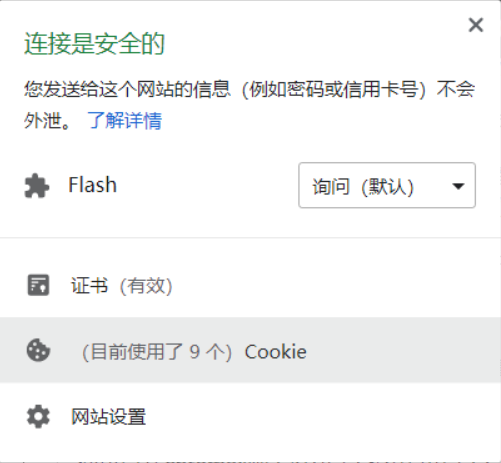 连接是安全的
您发送给这个网站的信息（例如密码或信用卡号）不会
外泄。 了解详情
Flash 询问（默认）
证书 （有效）
（目前使用了 9 个）Cookie
网站设置